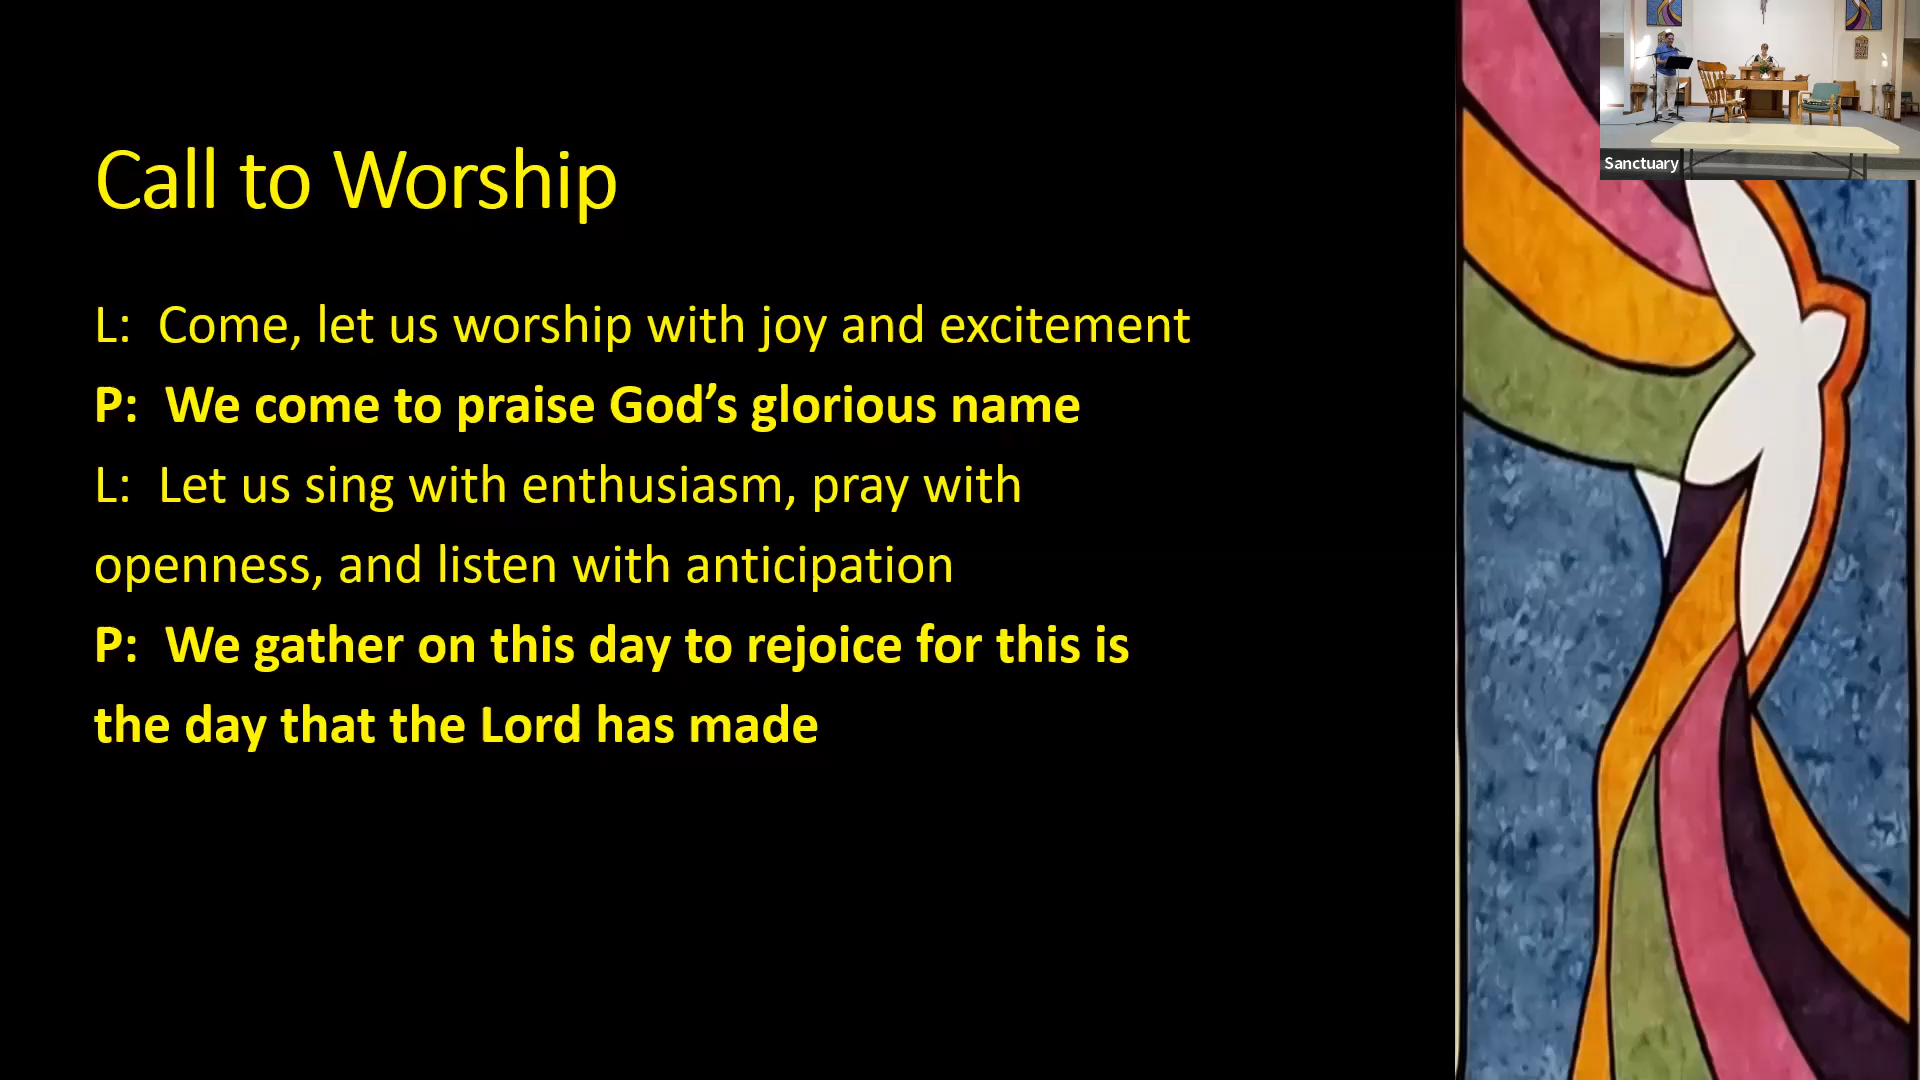 Call to Worship
L:  Come, let us worship with joy and excitement
P:  We come to praise God’s glorious name
L:  Let us sing with enthusiasm, pray with
openness, and listen with anticipation
P:  We gather on this day to rejoice for this is
the day that the Lord has made
Sanctuary